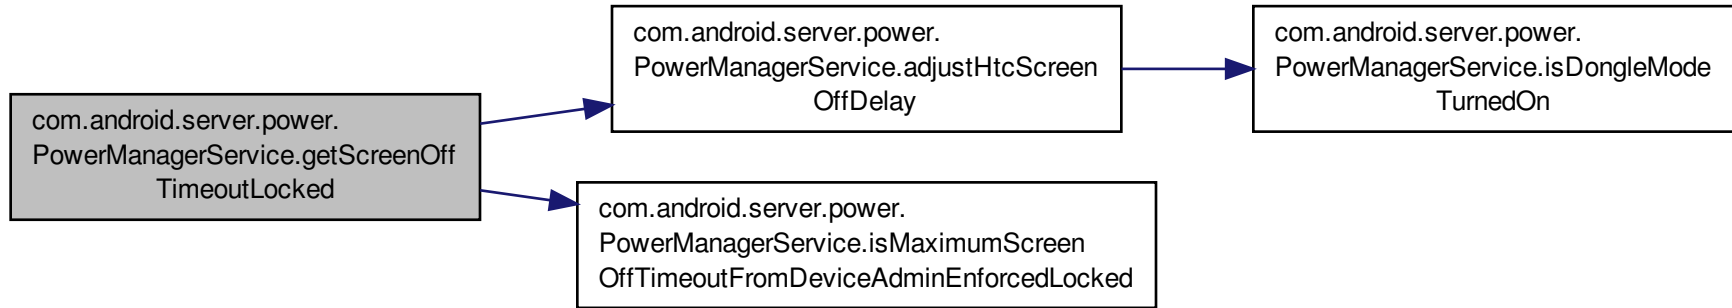 com.android.server.power.
PowerManagerService.getScreenOff
TimeoutLocked
com.android.server.power.
PowerManagerService.adjustHtcScreen
OffDelay
com.android.server.power.
PowerManagerService.isDongleMode
TurnedOn
com.android.server.power.
PowerManagerService.isMaximumScreen
OffTimeoutFromDeviceAdminEnforcedLocked